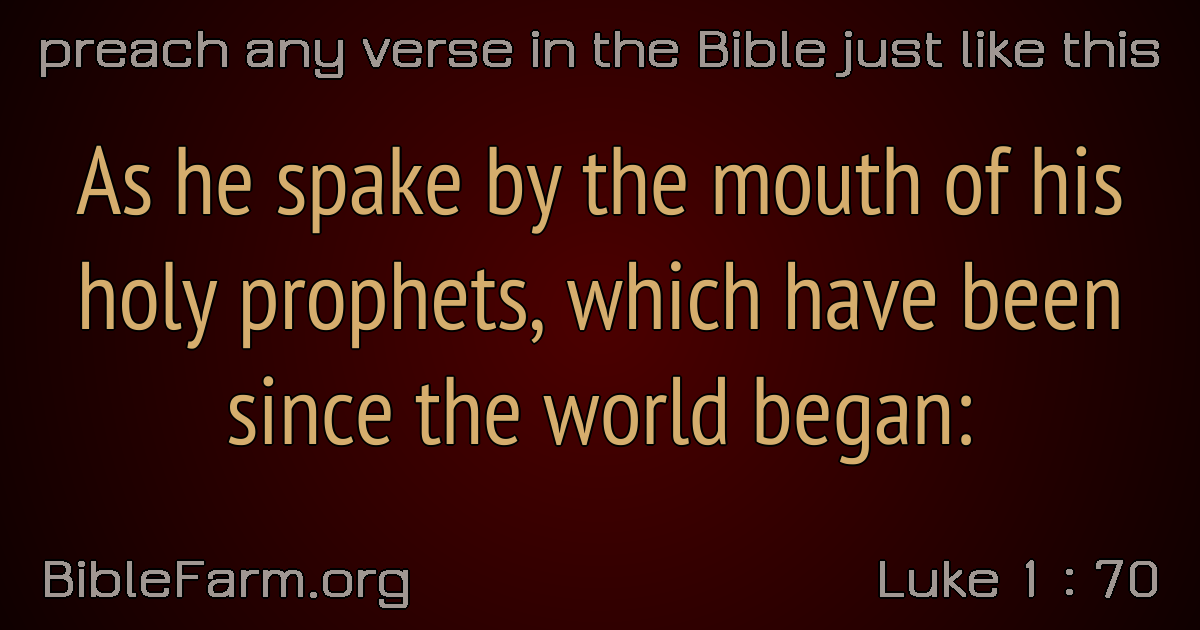 preach any verse in the Bible just like this
As he spake by the mouth of his
holy prophets, which have been
since the world began:
BibleFarm.org
Luke 1 : 70